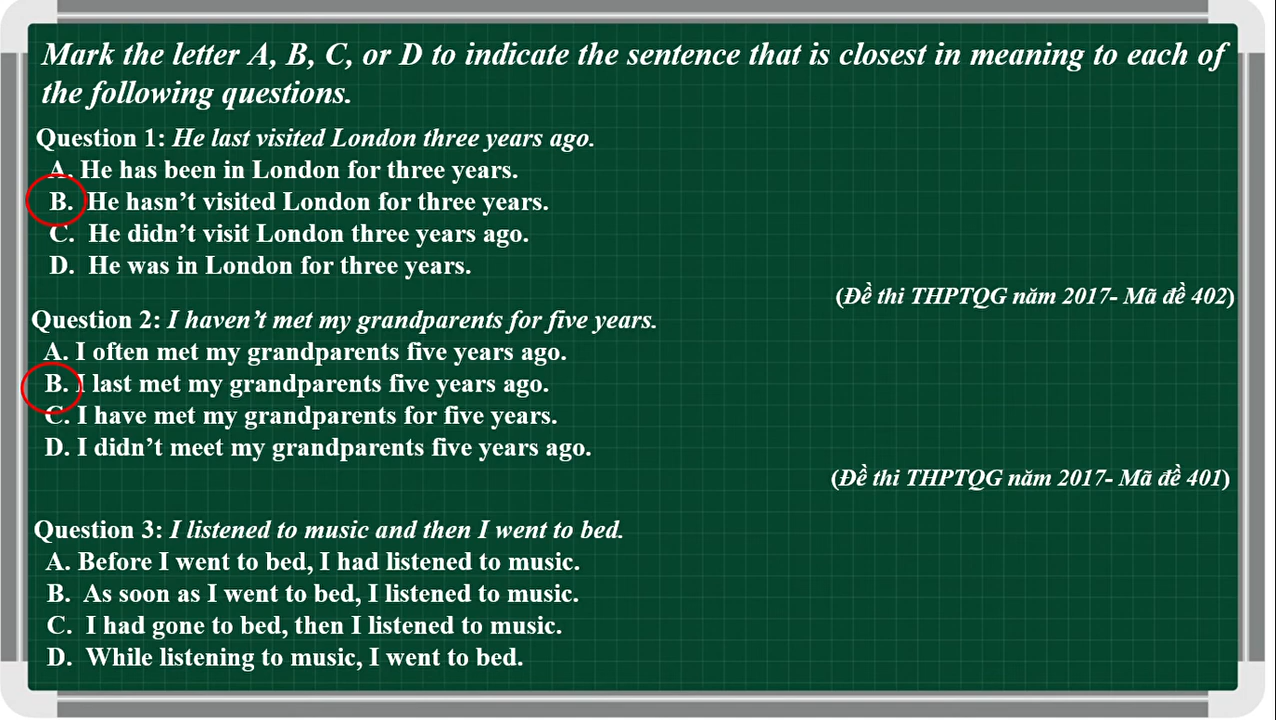 Mark the letter A, B, C, or D to indicate the sentence that is closest in meaning to each of
the following questions.
Question 1: He last visited London three years ago.
A. He has been in London for three years.
B. He hasn’t visited London for three years.
C. He didn’t visit London three years ago.
D. He was in London for three years.
(Đề thi THPTQG năm 2017- Mã đề 402)
Question 2: I haven’t met my grandparents for five years.
A. I often met my grandparents five years ago.
B. I last met my grandparents five years ago.
C. I have met my grandparents for five years.
D. I didn’t meet my grandparents five years ago.
(Đề thi THPTQG năm 2017- Mã đề 401)
Question 3: I listened to music and then I went to bed.
A. Before I went to bed, I had listened to music.
B. As soon as I went to bed, I listened to music.
C. I had gone to bed, then I listened to music.
D. While listening to music, I went to bed.